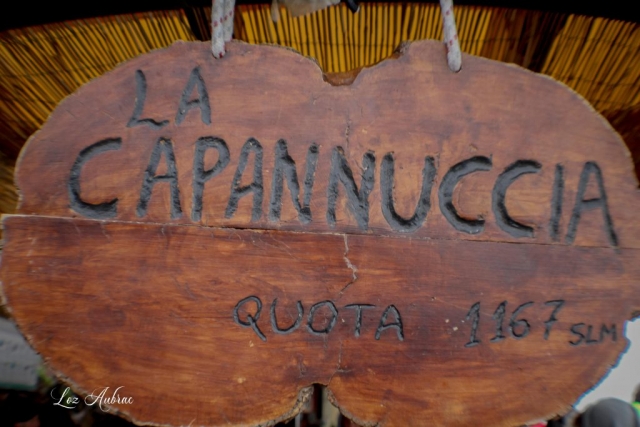 LA
CAPANNUCCIA
QUOTA 1167 SLM
Loz Aubrac